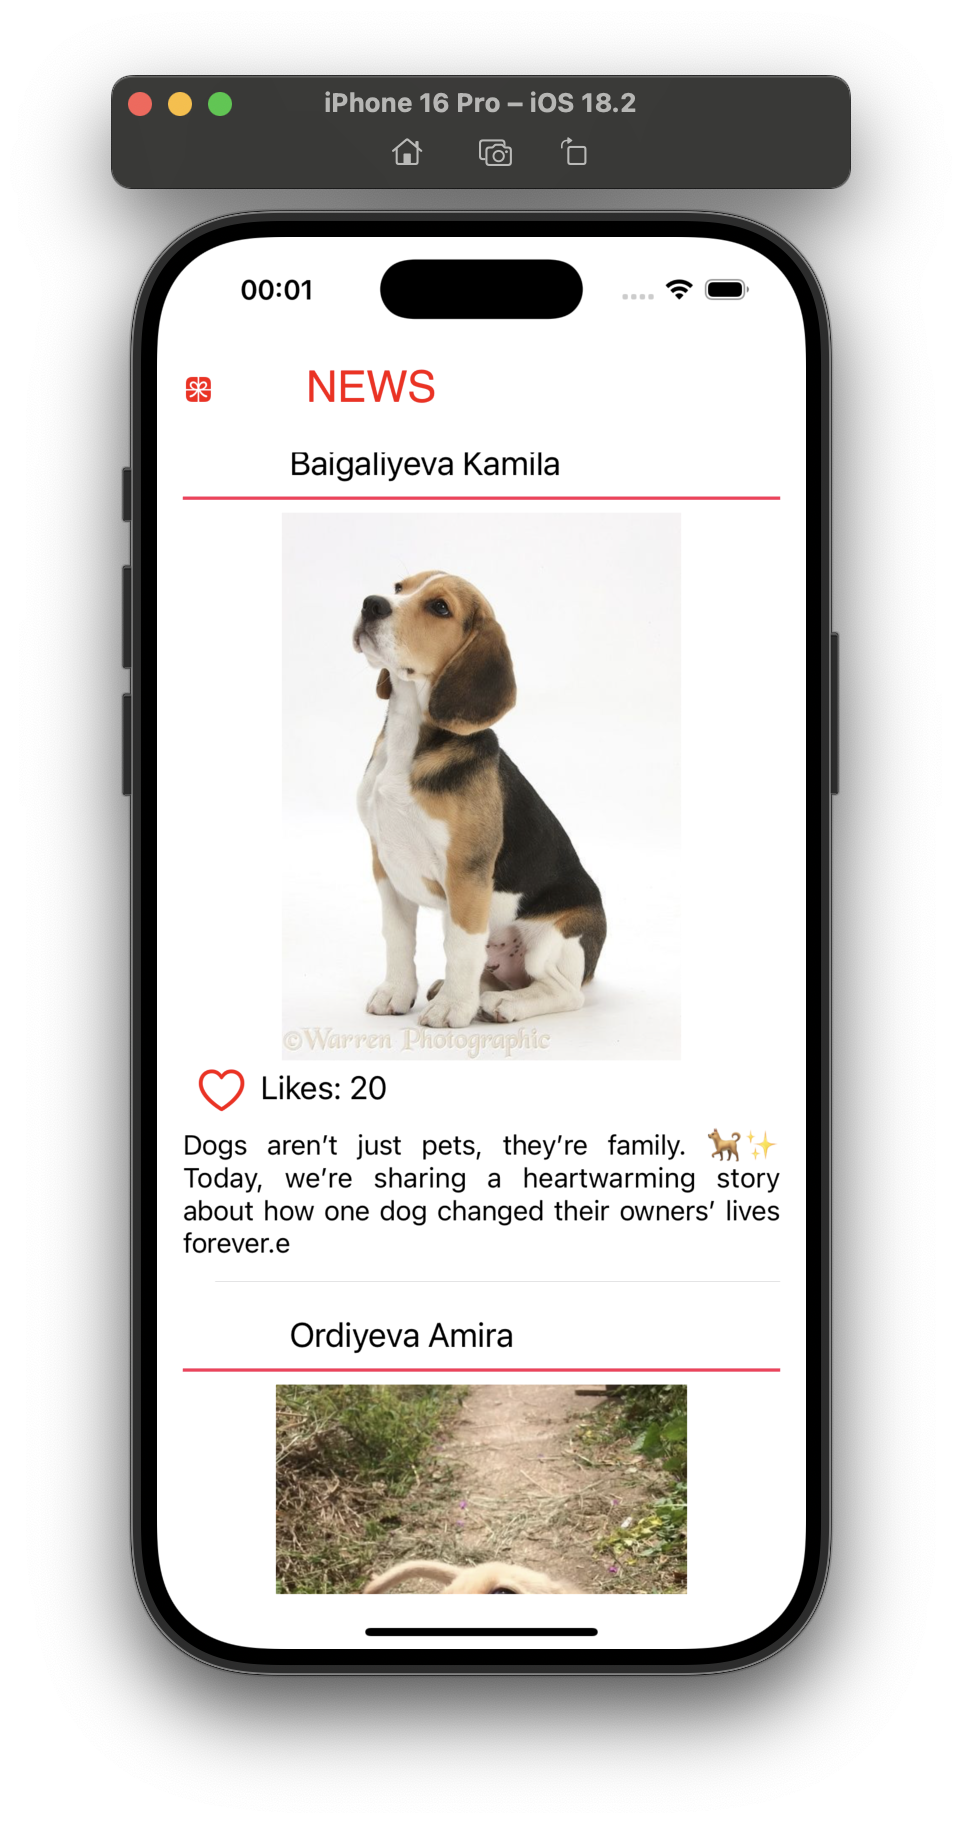 iPhone 16 Pro – iOS 18.2
00:01
NEWS
Baigaliyeva Kamila
©Warren Photographic
Likes: 20
Dogs aren’t just pets, they’re family. 🐕✨
Today, we’re sharing a heartwarming story
about how one dog changed their owners’ lives
forever.e
Ordiyeva Amira